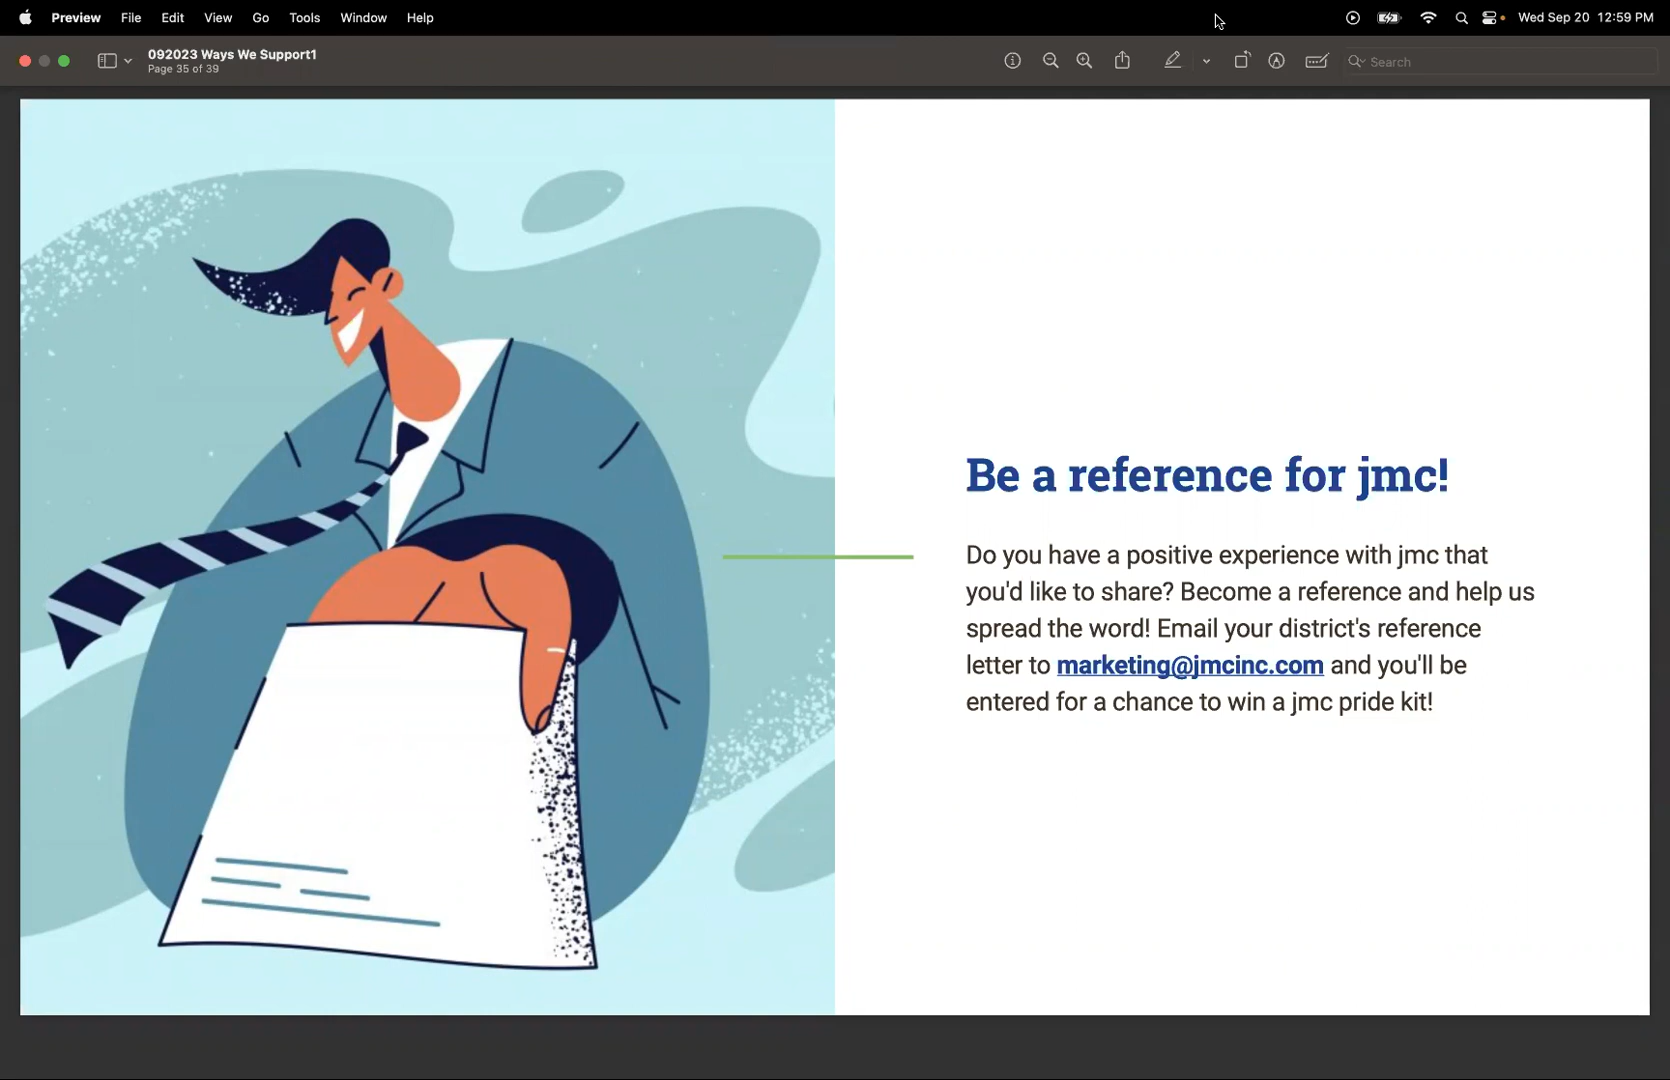 Preview File Edit View Go Tools Window Help Wed Sep 20 12:59 PM
092023 Ways We Support1
Page 35 of 39
Search
Be a reference for jmc!
Do you have a positive experience with jmc that
you'd like to share? Become a reference and help us
spread the word! Email your district's reference
letter to marketing@jmcinc.com and you'll be
entered for a chance to win a jmc pride kit!